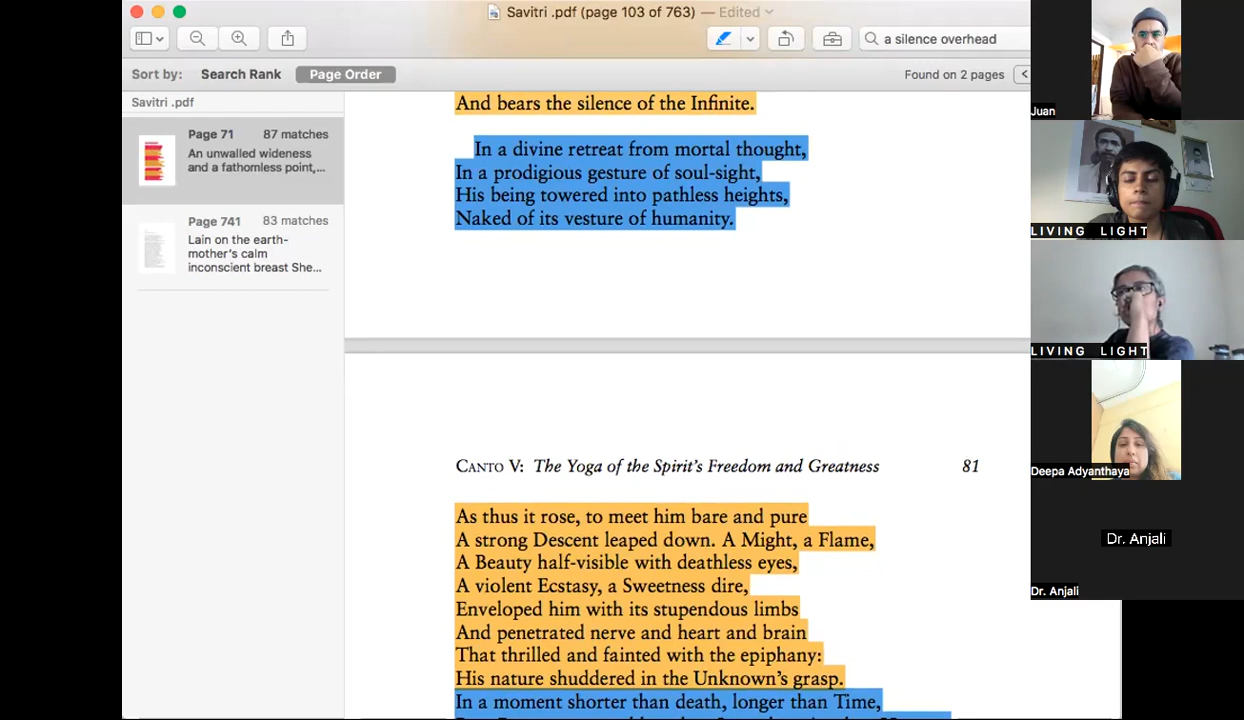 Savitri .pdf (page 103 of 763) — Edited
a silence overhead
Sort by: Search Rank Page Order
Found on 2 pages
Savitri .pdf
Page 71 87 matches
An unwalled wideness
and a fathomless point,...
Page 741 83 matches
Lain on the earth-
mother's calm
inconscient breast She...
And bears the silence of the Infinite.
In a divine retreat from mortal thought,
In a prodigious gesture of soul-sight,
His being towered into pathless heights,
Naked of its vesture of humanity.
CANTO V: The Yoga of the Spirit's Freedom and Greatness 81
As thus it rose, to meet him bare and pure
A strong Descent leaped down. A Might, a Flame,
A Beauty half-visible with deathless eyes,
A violent Ecstasy, a Sweetness dire,
Enveloped him with its stupendous limbs
And penetrated nerve and heart and brain
That thrilled and fainted with the epiphany:
His nature shuddered in the Unknown's grasp.
In a moment shorter than death, longer than Time,
Juan
LIVING LIGHT
LIVING LIGHT
Deepa Adyanthaya
Dr. Anjali
Dr. Anjali